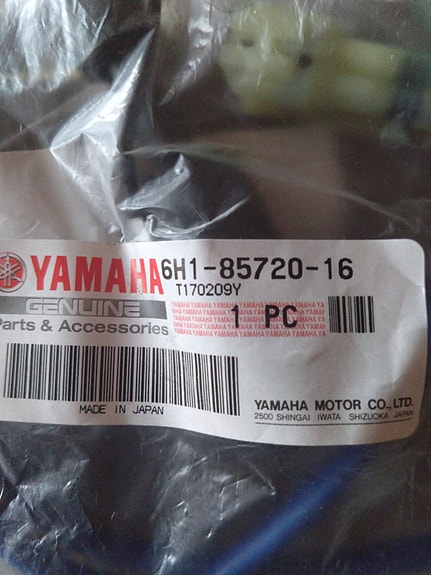 YAMAHA 6H1-85720-16
T170209Y
GENUINE
Parts & Accessories
1 PC
MADE IN JAPAN
YAMAHA MOTOR CO., LTD.
2500 SHINGAI IWATA SHIZUOKA JAPAN